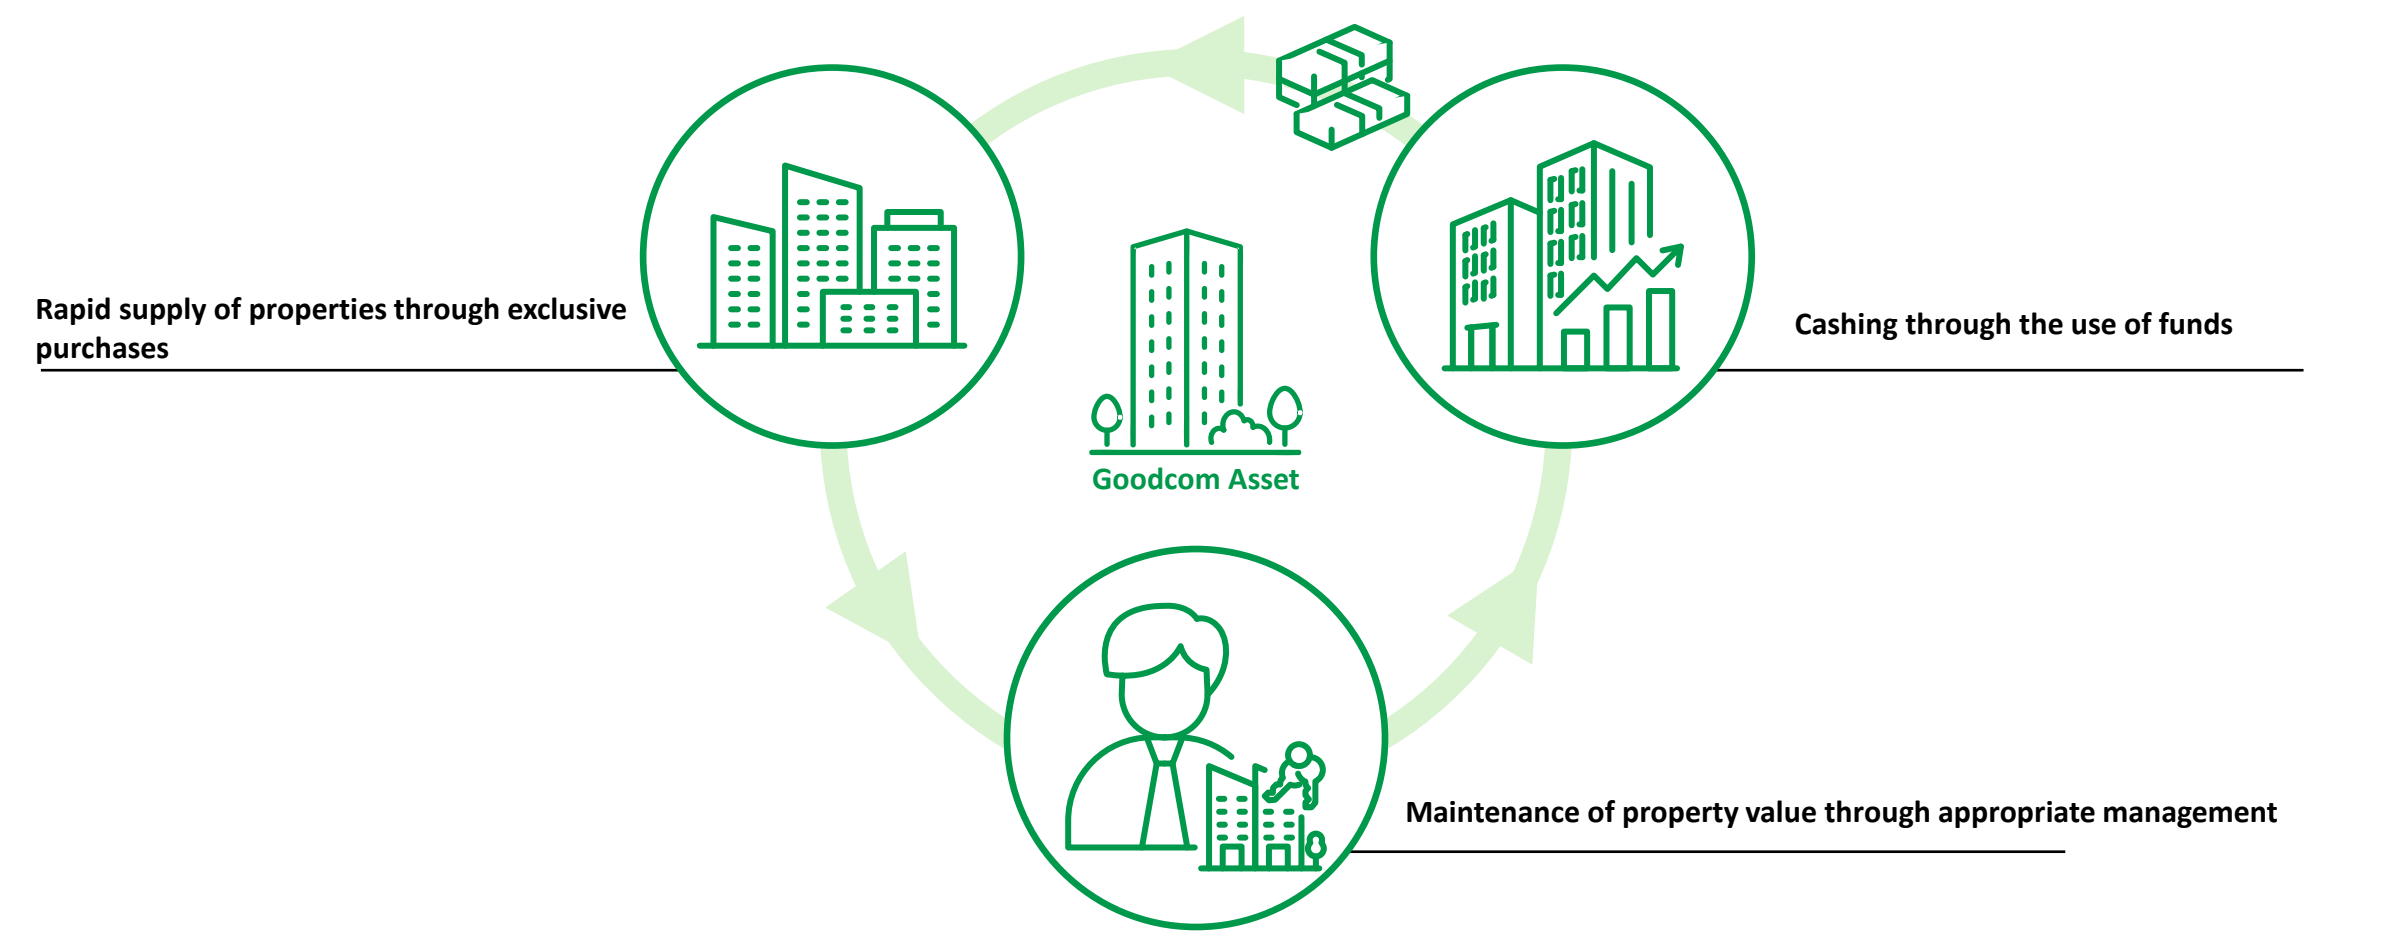 Rapid supply of properties through exclusive
purchases
Cashing through the use of funds
Goodcom Asset
Maintenance of property value through appropriate management